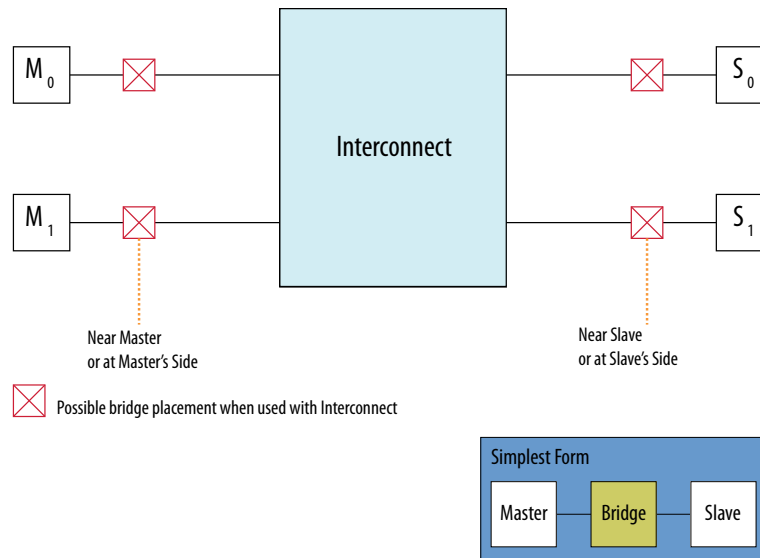 M0
S0
Interconnect
M1
S1
Near Master
or at Master's Side
Near Slave
or at Slave's Side
Possible bridge placement when used with Interconnect
Simplest Form
Master
Bridge
Slave